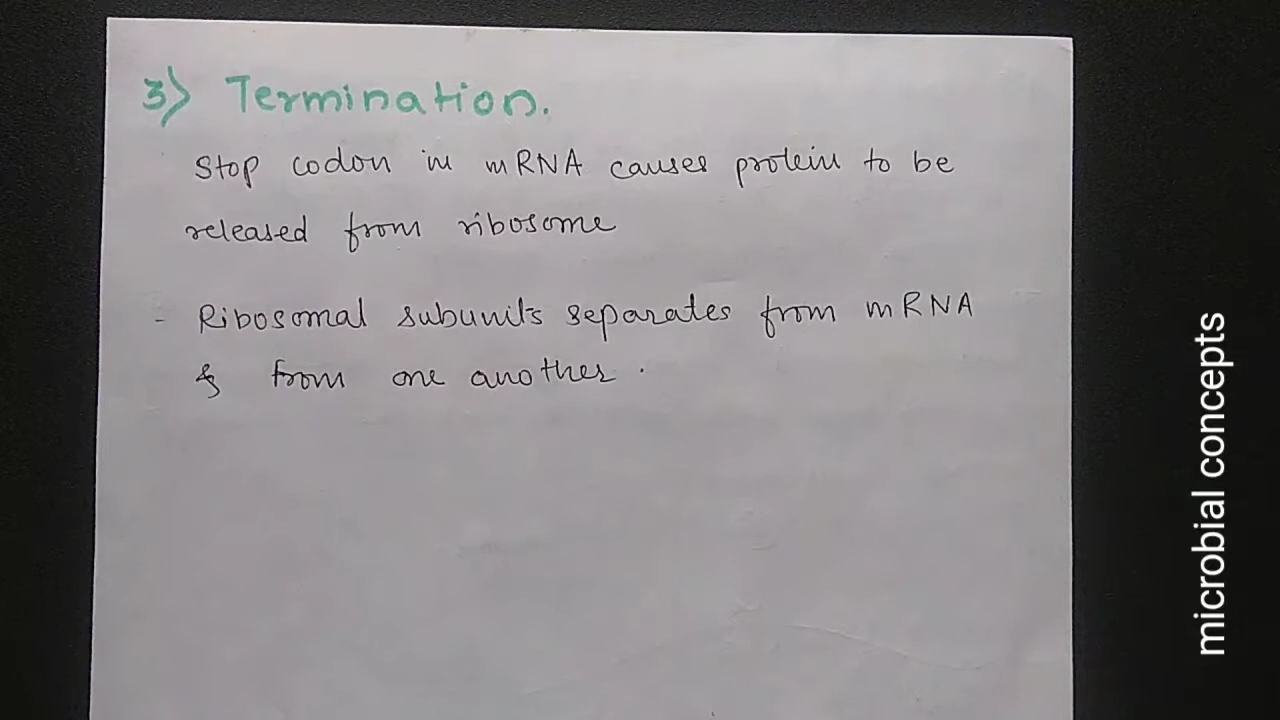 3) Termination.
Stop codon in mRNA causes protein to be
released from ribosome
- Ribosomal subunits separates from mRNA
& from one another.
microbial concepts